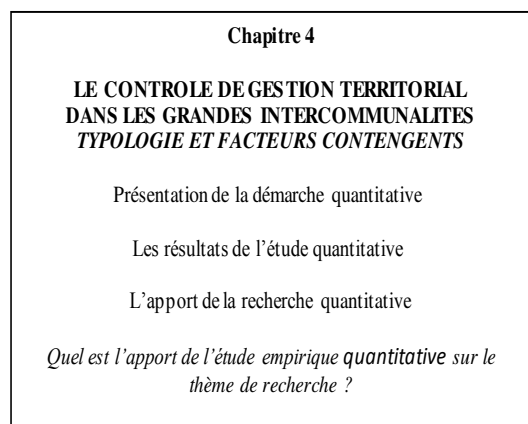 Chapitre 4
LE CONTROLE DE GESTION TERRITORIAL
DANS LES GRANDES INTERCOMMUNALITES
TYPOLOGIE ET FACTEURS CONTENGENTS
Présentation de la démarche quantitative
Les résultats de l'étude quantitative
L'apport de la recherche quantitative
Quel est l'apport de l'étude empirique quantitative sur le
thème de recherche ?